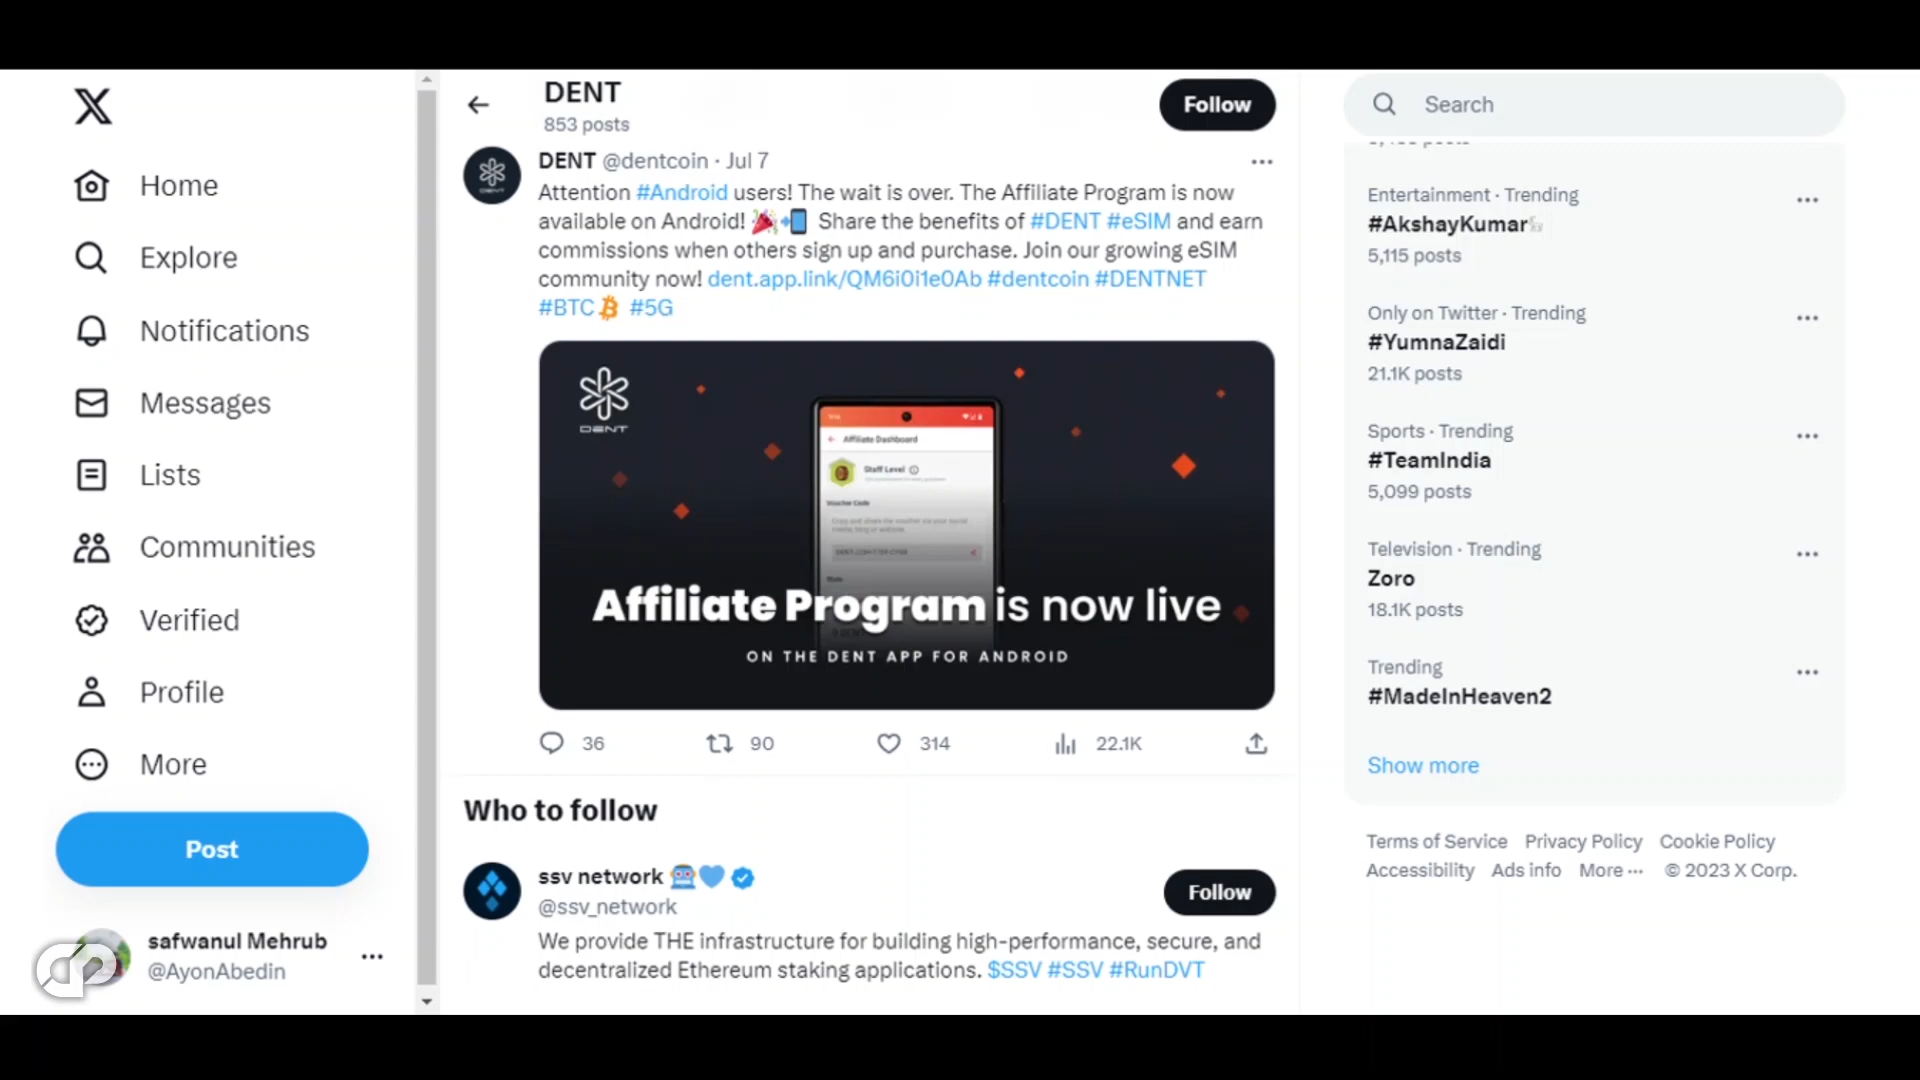 Home
Explore
Notifications
Messages
Lists
Communities
Verified
Profile
More
Post
safwanul Mehrub
@AyonAbedin
DENT
853 posts
Follow
DENT @dentcoin · Jul 7
Attention #Android users! The wait is over. The Affiliate Program is now
available on Android! 🎉📲 Share the benefits of #DENT #eSIM and earn
commissions when others sign up and purchase. Join our growing eSIM
community now! dent.app.link/QM6i0i1e0Ab #dentcoin #DENTNET
#BTC #5G
DENT
Affiliate Dashboard
Staff Level
Voucher Code
Affiliate Program is now live
ON THE DENT APP FOR ANDROID
36
90
314
22.1K
Who to follow
ssv network 🤖💙
@ssv_network
Follow
We provide THE infrastructure for building high-performance, secure, and
decentralized Ethereum staking applications. $SSV #SSV #RunDVT
Search
Entertainment · Trending
#AkshayKumar
5,115 posts
Only on Twitter · Trending
#YumnaZaidi
21.1K posts
Sports · Trending
#TeamIndia
5,099 posts
Television · Trending
Zoro
18.1K posts
Trending
#MadeInHeaven2
Show more
Terms of Service Privacy Policy Cookie Policy
Accessibility Ads info More ··· © 2023 X Corp.